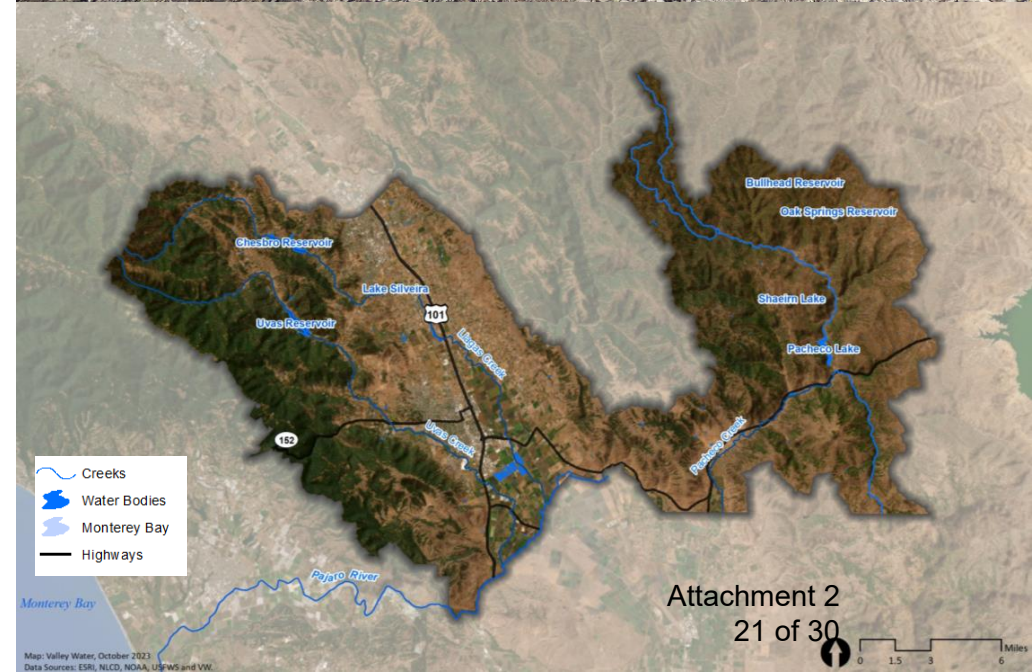 Bullhead Reservoir
Oak Springs Reservoir
Chesbro Reservoir
Lake Silveira
Shaeirn Lake
101
Uvas Reservoir
Llagas Creek
Pacheco Lake
Uvas Creek
152
Pacheco Creek
Creeks
Water Bodies
Monterey Bay
Highways
Pajaro River
Monterey Bay
Attachment 2
21 of 30
Miles
0 1.5 3 6
Map: Valley Water, October 2023
Data Sources: ESRI, NLCD, NOAA, USFWS and VW.